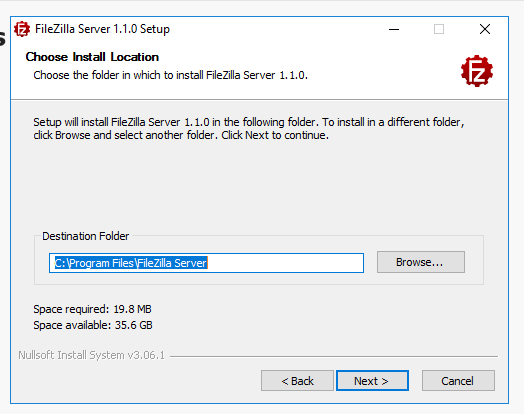 s
FileZilla Server 1.1.0 Setup
Choose Install Location
Choose the folder in which to install FileZilla Server 1.1.0.
FZ
Setup will install FileZilla Server 1.1.0 in the following folder. To install in a different folder,
click Browse and select another folder. Click Next to continue.
Destination Folder
C:\Program Files\FileZilla Server
Browse...
Space required: 19.8 MB
Space available: 35.6 GB
Nullsoft Install System v3.06.1
< Back
Next >
Cancel